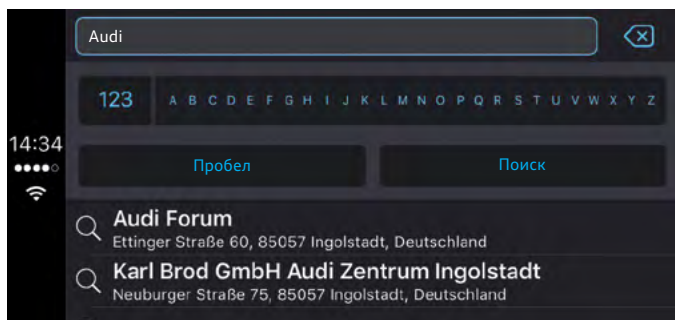 Audi
123 A B C D E F G H I J K L M N O P Q R S T U V W X Y Z
14:34
Пробел Поиск
Audi Forum
Ettinger Straße 60, 85057 Ingolstadt, Deutschland
Karl Brod GmbH Audi Zentrum Ingolstadt
Neuburger Straße 75, 85057 Ingolstadt, Deutschland